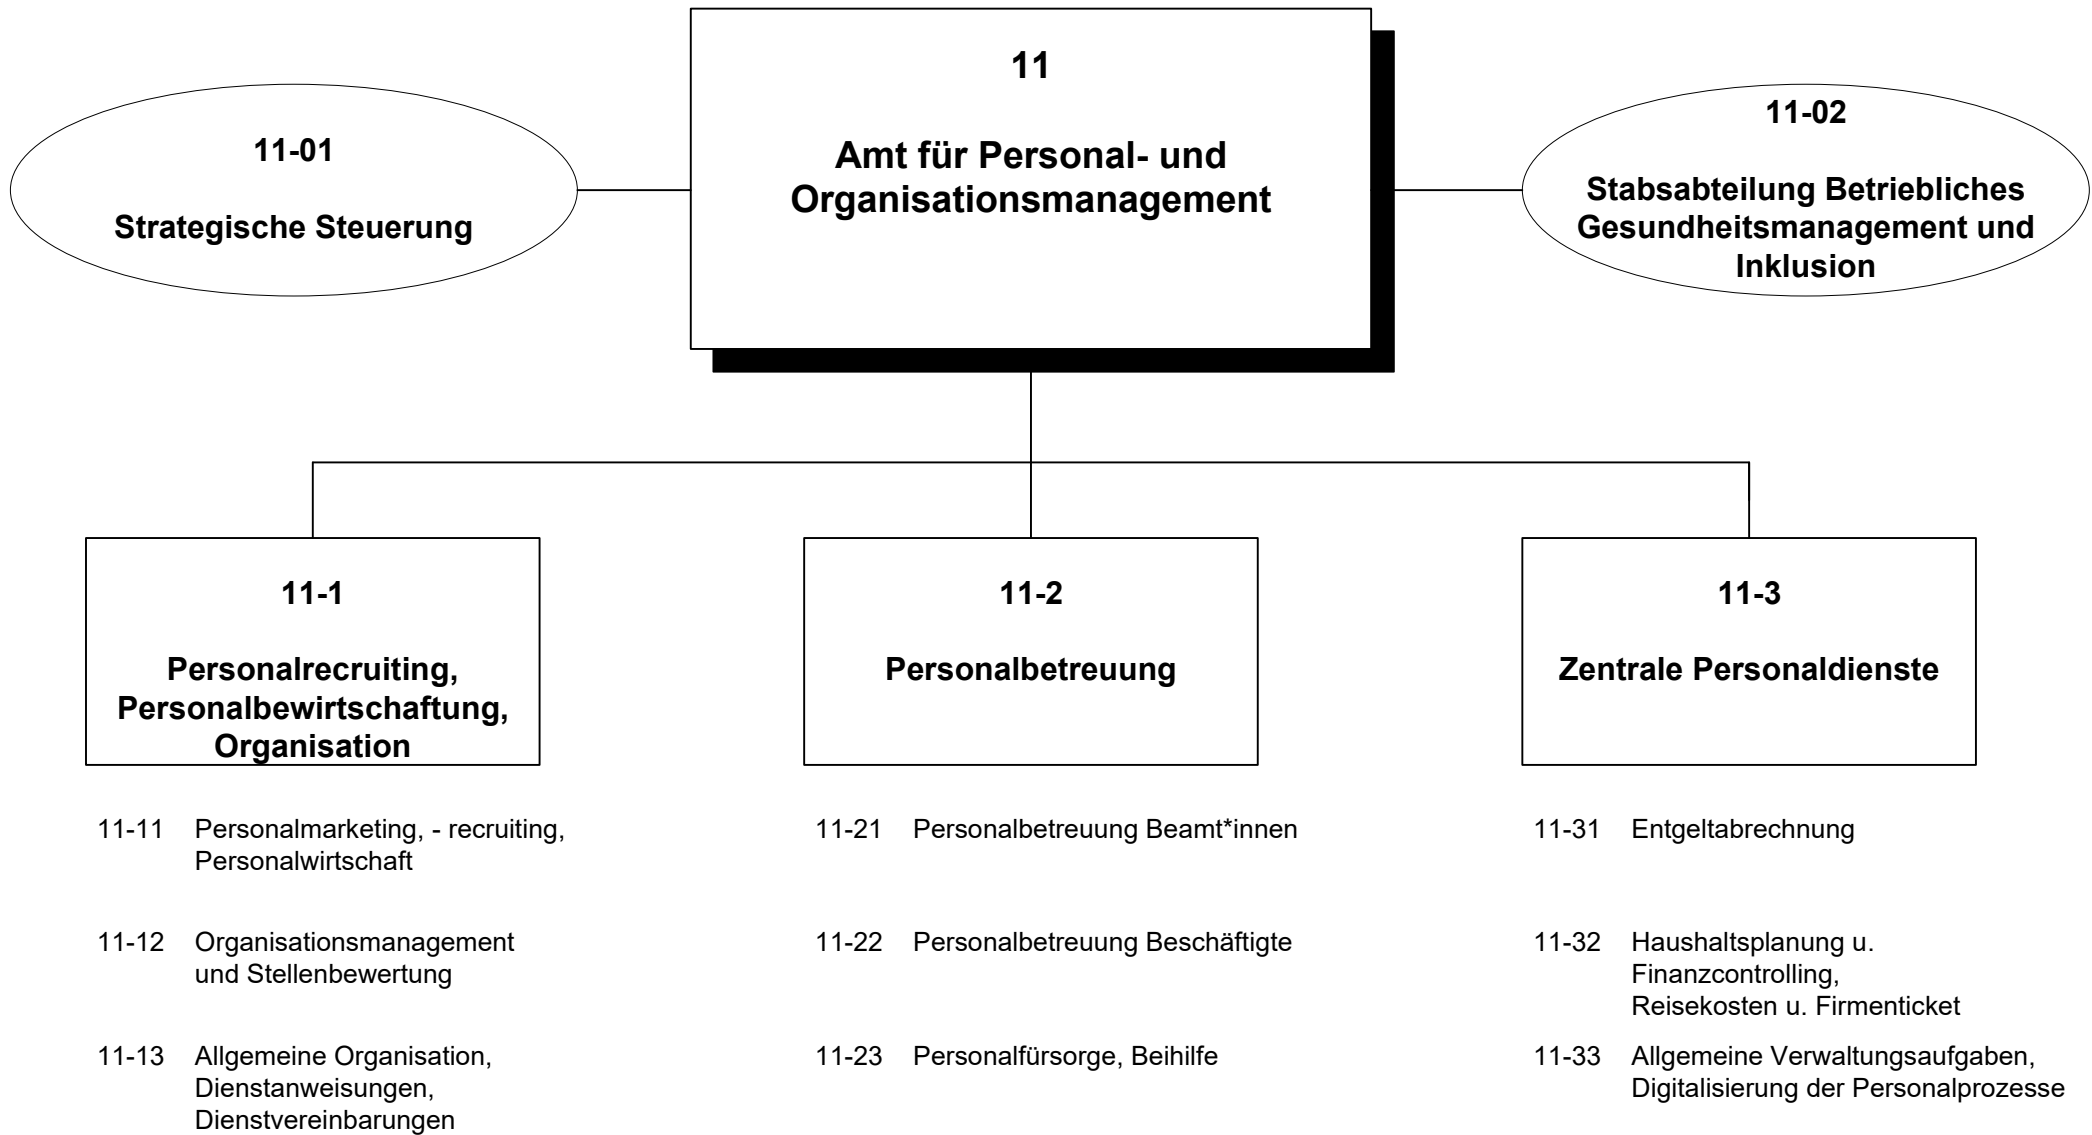 11
Amt für Personal- und
Organisationsmanagement
11-01
Strategische Steuerung
11-02
Stabsabteilung Betriebliches
Gesundheitsmanagement und
Inklusion
11-1
Personalrecruiting,
Personalbewirtschaftung,
Organisation
11-11 Personalmarketing, - recruiting,
Personalwirtschaft
11-12 Organisationsmanagement
und Stellenbewertung
11-13 Allgemeine Organisation,
Dienstanweisungen,
Dienstvereinbarungen
11-2
Personalbetreuung
11-21 Personalbetreuung Beamt*innen
11-22 Personalbetreuung Beschäftigte
11-23 Personalfürsorge, Beihilfe
11-3
Zentrale Personaldienste
11-31 Entgeltabrechnung
11-32 Haushaltsplanung u.
Finanzcontrolling,
Reisekosten u. Firmenticket
11-33 Allgemeine Verwaltungsaufgaben,
Digitalisierung der Personalprozesse